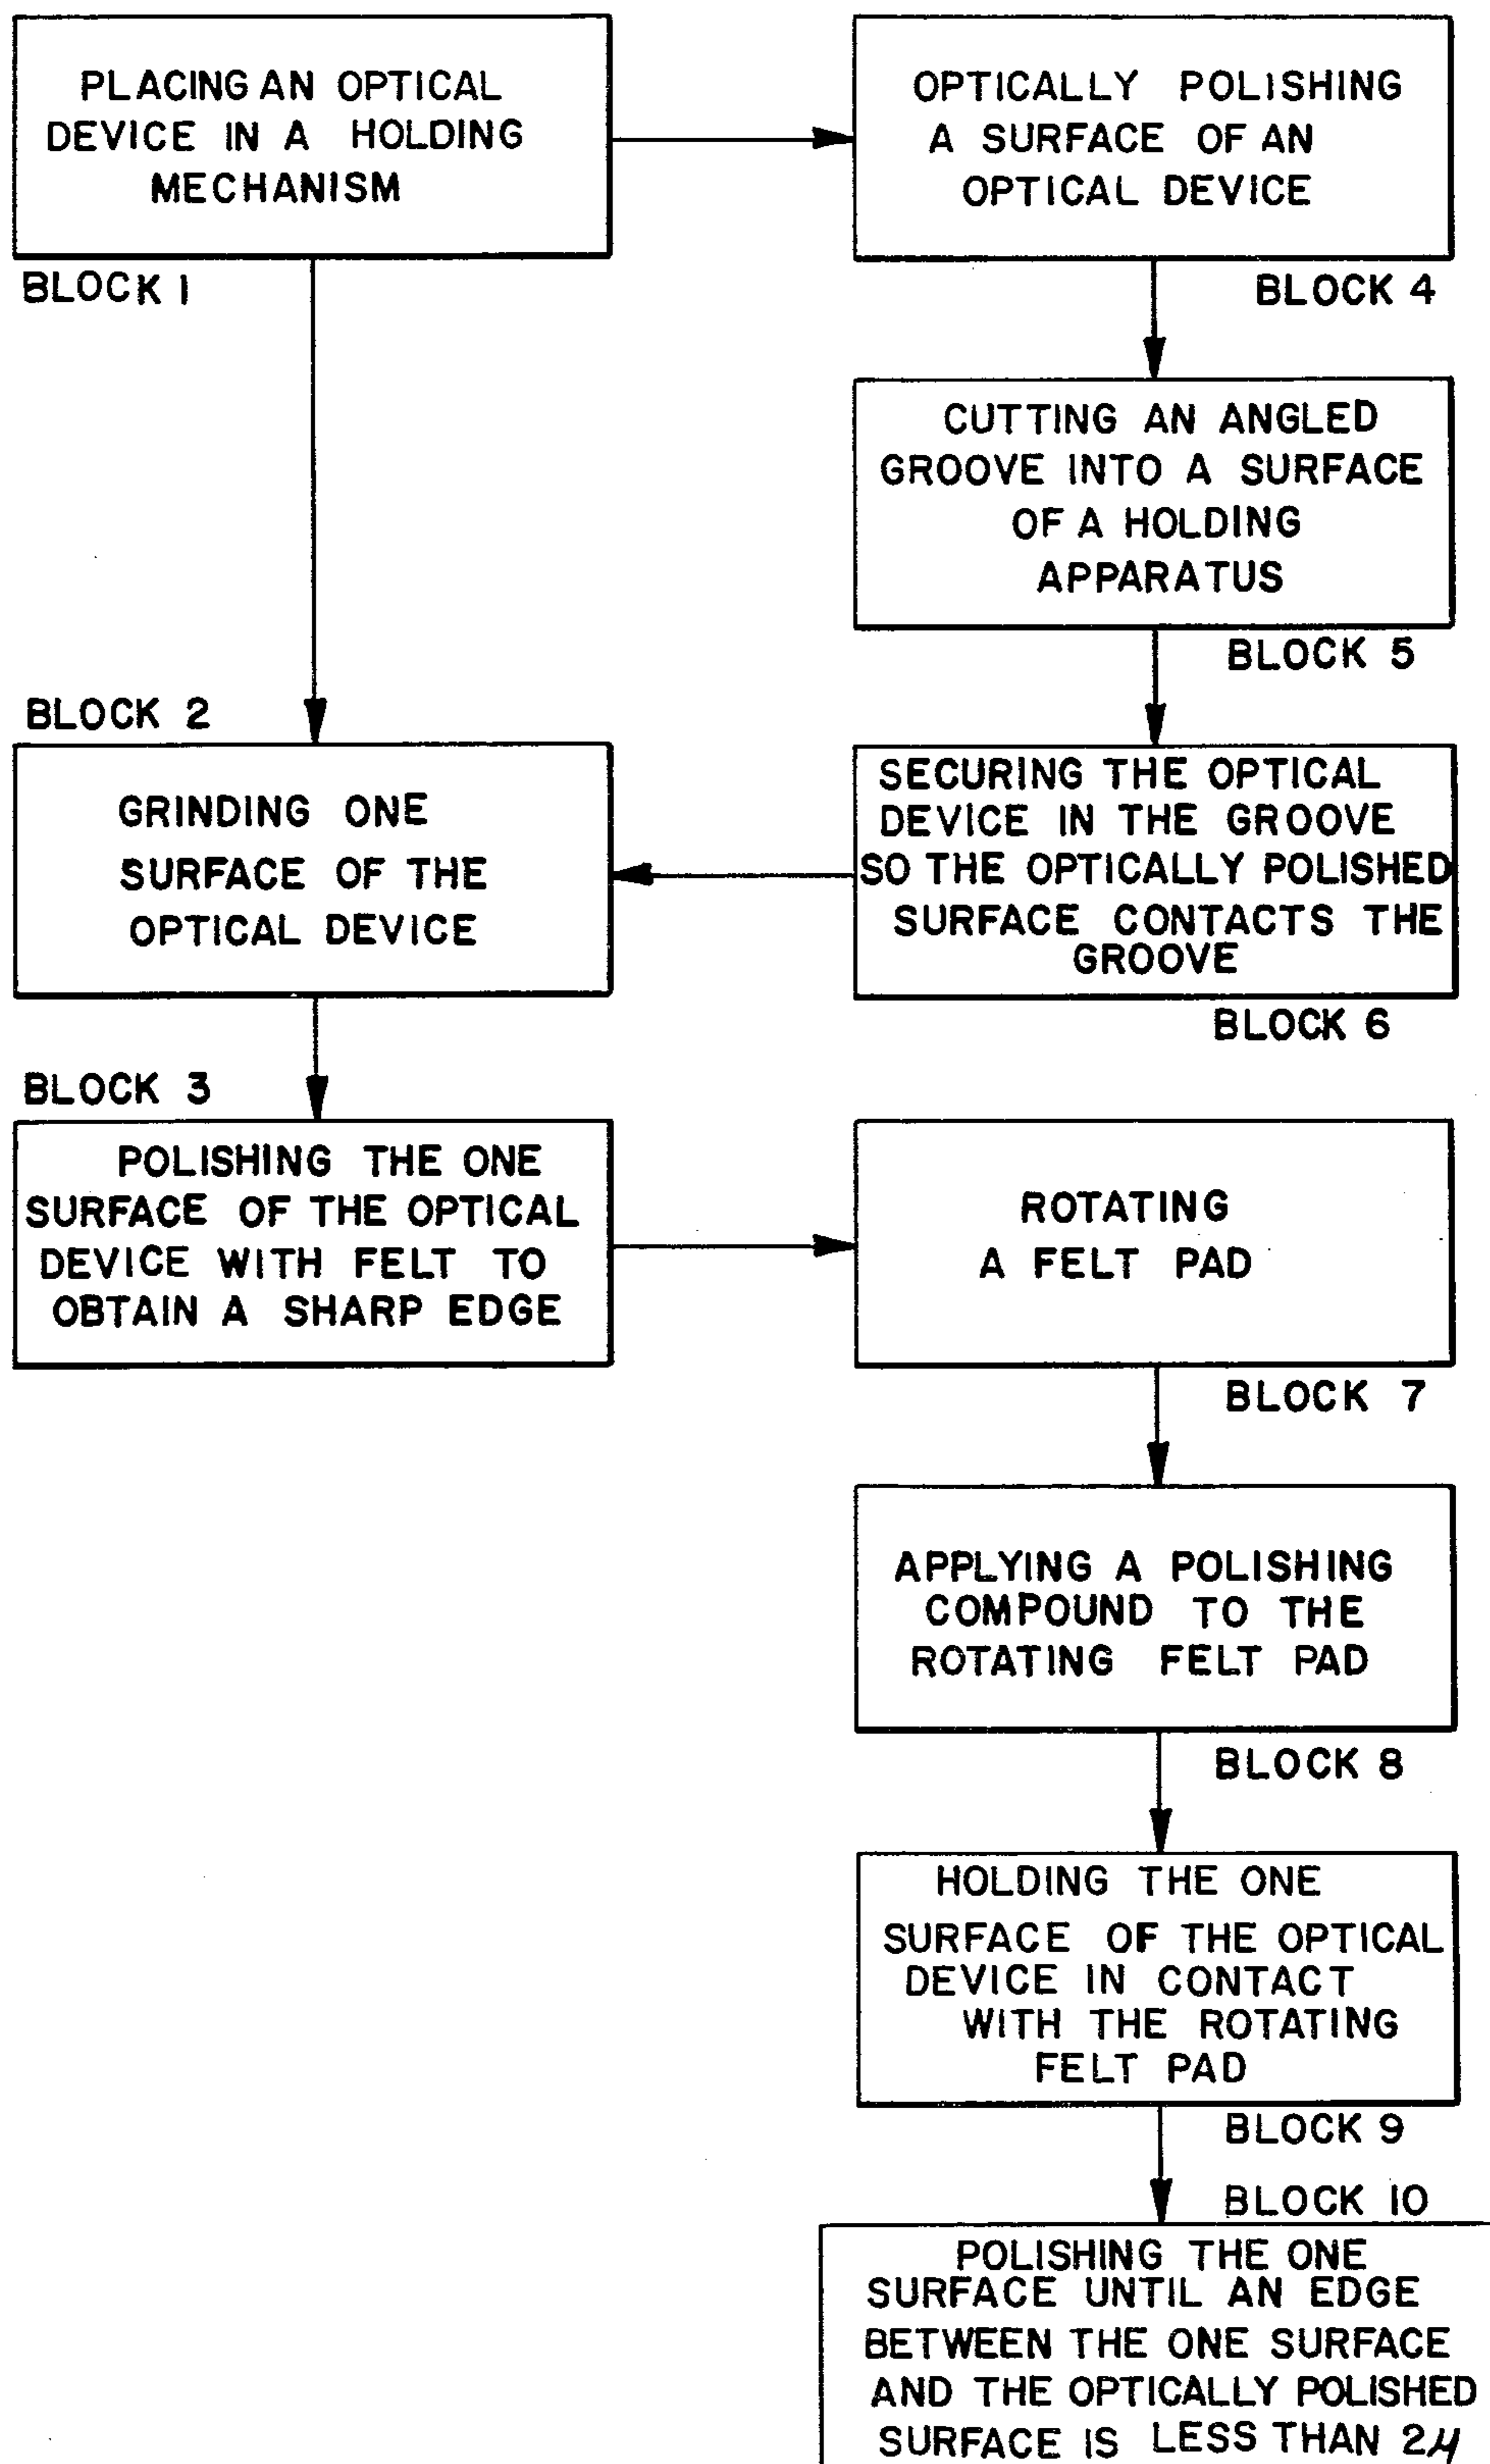 PLACING AN OPTICAL
DEVICE IN A HOLDING
MECHANISM
BLOCK 1
OPTICALLY POLISHING
A SURFACE OF AN
OPTICAL DEVICE
BLOCK 4
CUTTING AN ANGLED
GROOVE INTO A SURFACE
OF A HOLDING
APPARATUS
BLOCK 5
BLOCK 2
GRINDING ONE
SURFACE OF THE
OPTICAL DEVICE
SECURING THE OPTICAL
DEVICE IN THE GROOVE
SO THE OPTICALLY POLISHED
SURFACE CONTACTS THE
GROOVE
BLOCK 6
BLOCK 3
POLISHING THE ONE
SURFACE OF THE OPTICAL
DEVICE WITH FELT TO
OBTAIN A SHARP EDGE
ROTATING
A FELT PAD
BLOCK 7
APPLYING A POLISHING
COMPOUND TO THE
ROTATING FELT PAD
BLOCK 8
HOLDING THE ONE
SURFACE OF THE OPTICAL
DEVICE IN CONTACT
WITH THE ROTATING
FELT PAD
BLOCK 9
BLOCK 10
POLISHING THE ONE
SURFACE UNTIL AN EDGE
BETWEEN THE ONE SURFACE
AND THE OPTICALLY POLISHED
SURFACE IS LESS THAN 2μ